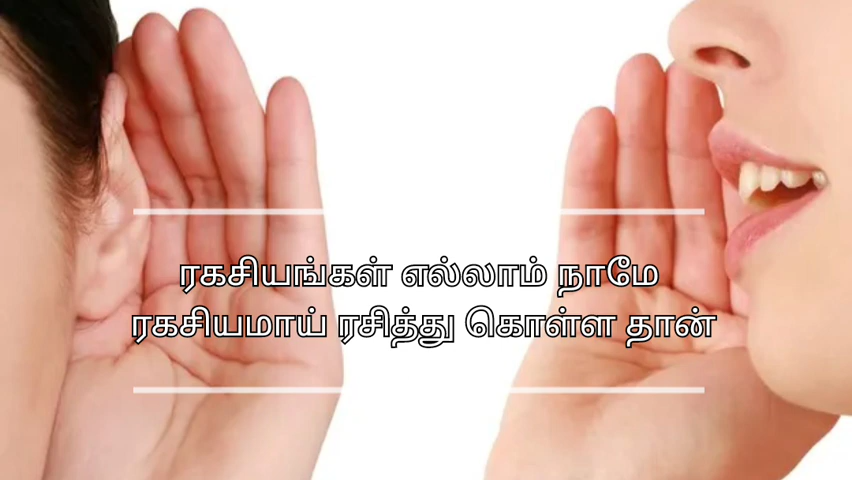 ரகசியங்கள் எல்லாம் நாமே
ரகசியமாய் ரசித்து கொள்ள தான்